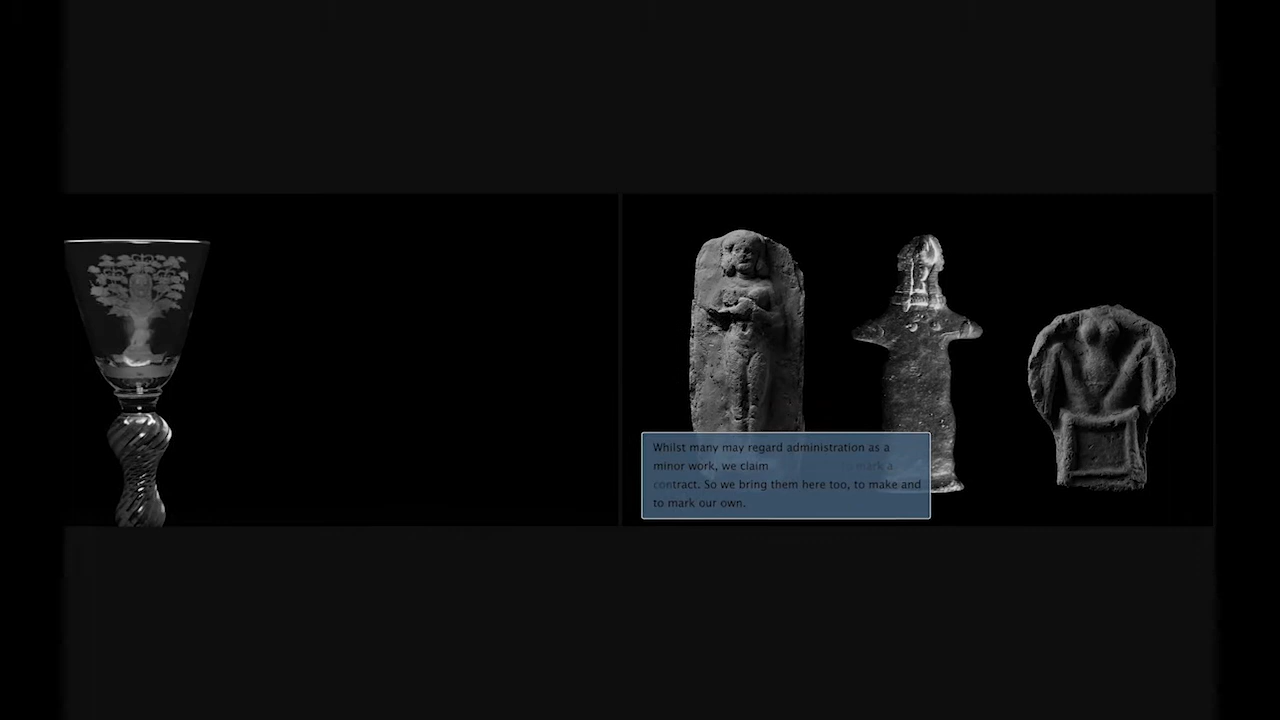 Whilst many may regard administration as a
minor work, we claim mark a
contract. So we bring them here too, to make and
to mark our own.